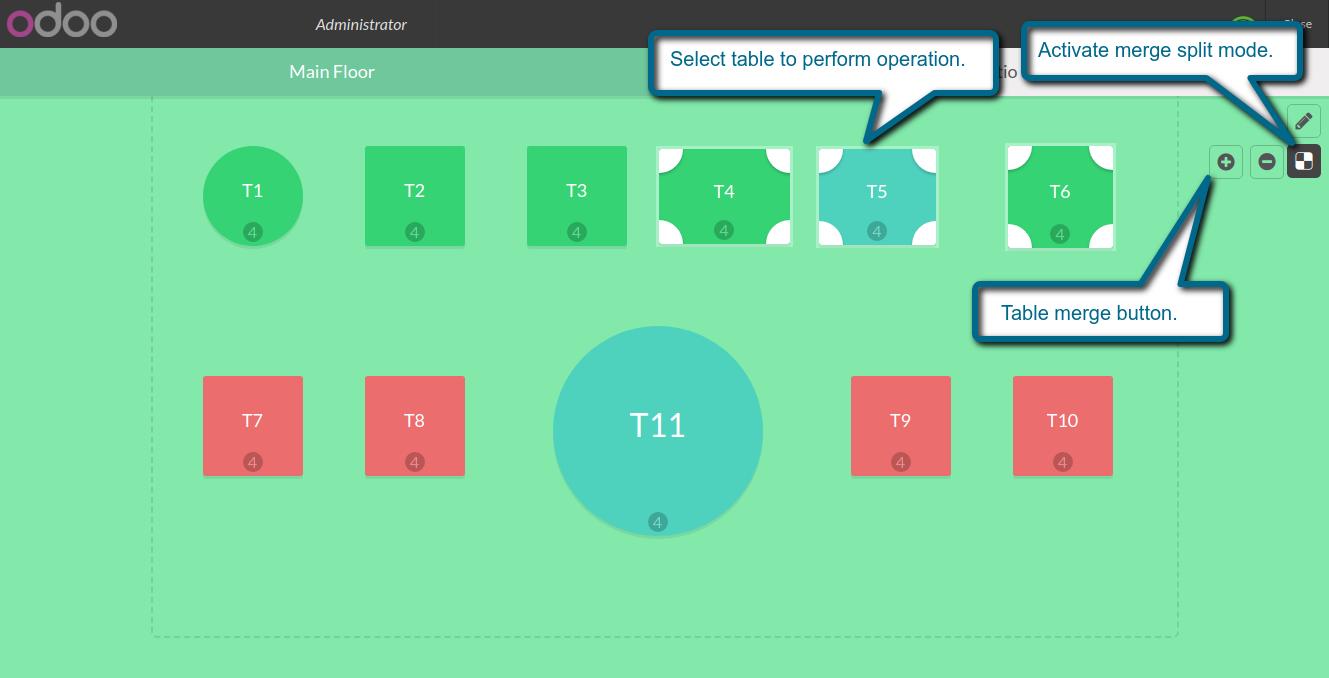 odoo
Administrator
Select table to perform operation.
Activate merge split mode.
Main Floor
T1
4
T2
4
T3
4
T4
4
T5
4
T6
4
Table merge button.
T7
4
T8
4
T11
4
T9
4
T10
4